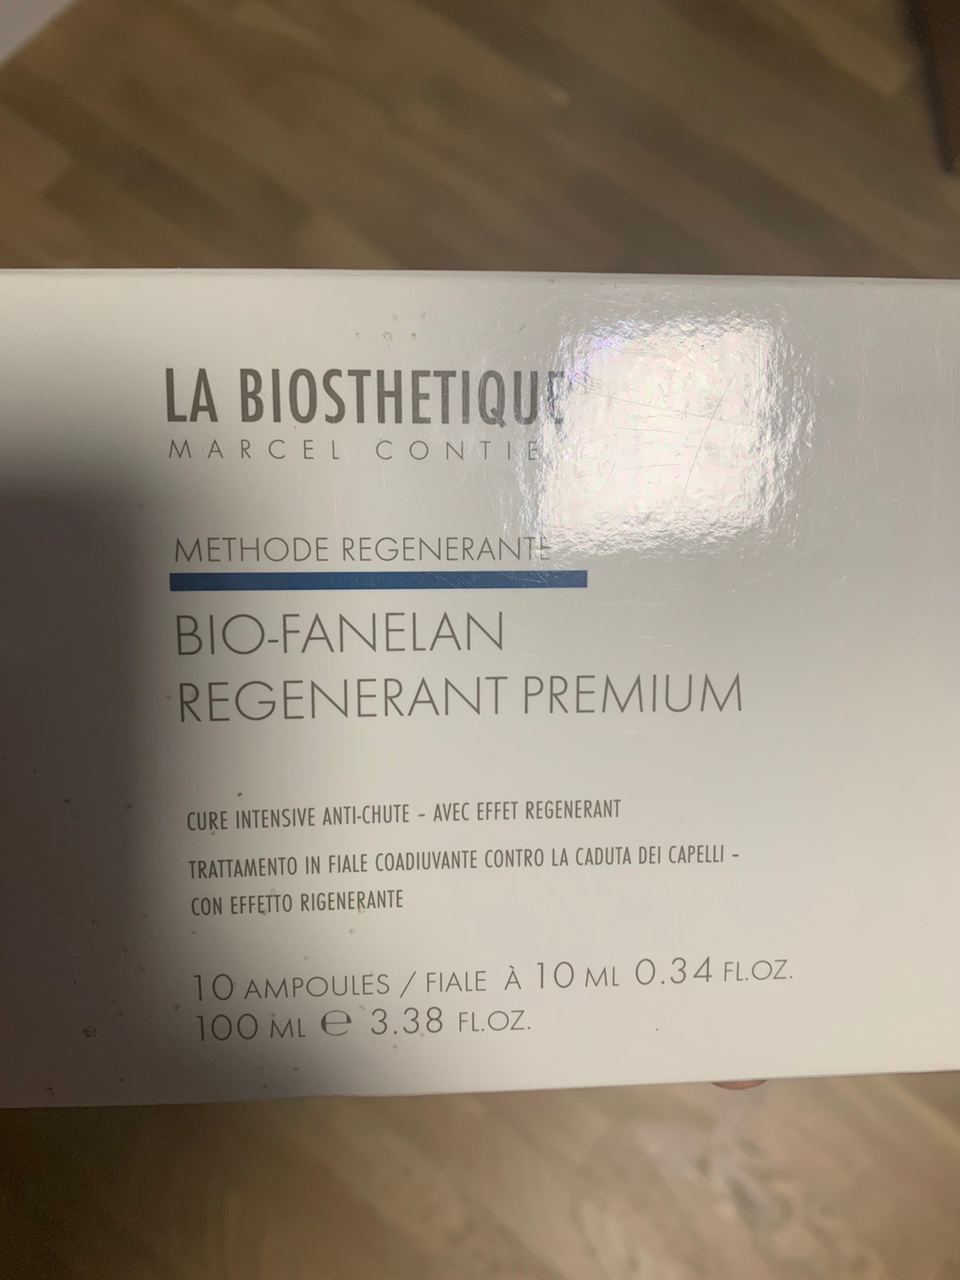 LA BIOSTHETIQUE
MARCEL CONTIE
METHODE REGENERANTE
BIO-FANELAN
REGENERANT PREMIUM
CURE INTENSIVE ANTI-CHUTE - AVEC EFFET REGENERANT
TRATTAMENTO IN FIALE COADIUVANTE CONTRO LA CADUTA DEI CAPELLI -
CON EFFETTO RIGENERANTE
10 AMPOULES / FIALE À 10 ML 0.34 FL.OZ.
100 ML ℮ 3.38 FL.OZ.